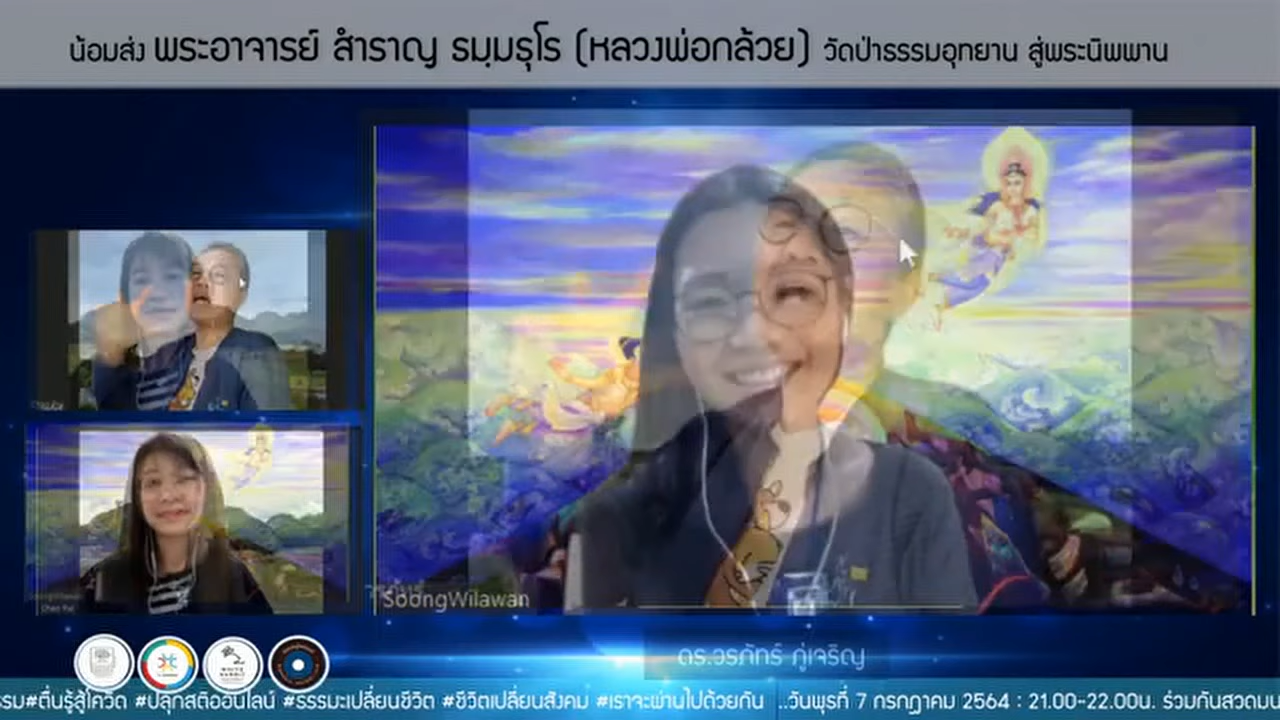 น้อมส่ง พระอาจารย์ สำราญ ธมฺมธุโร (หลวงพ่อกล้วย) วัดป่าธรรมอุทยาน สู่พระนิพพาน
SoongWilawan
ดร.วรภัทร์ ภู่เจริญ
รรม#ตื่นรู้สู้โควิด #ปลุกสติออนไลน์ #ธรรมะเปลี่ยนชีวิต #ชีวิตเปลี่ยนสังคม #เราจะผ่านไปด้วยกัน ..วันพุธที่ 7 กรกฎาคม 2564 : 21.00-22.00น. ร่วมกันสวดมน